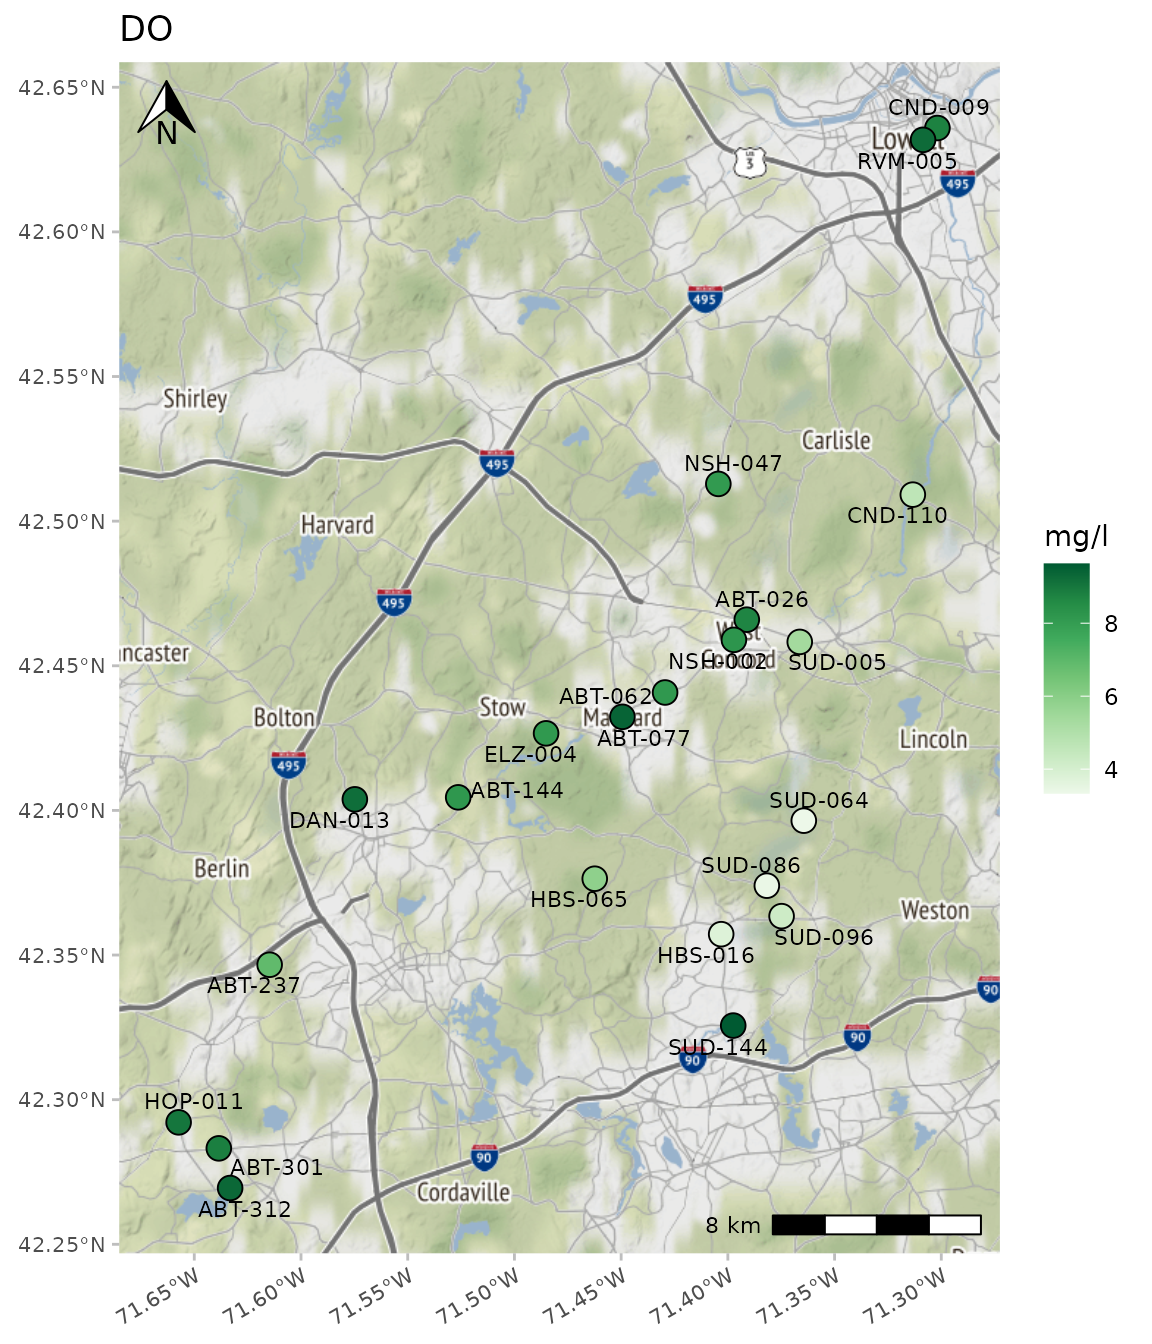 DO
42.65°N
42.60°N
42.55°N
42.50°N
42.45°N
42.40°N
42.35°N
42.30°N
42.25°N
N
CND-009
RVM-005
US
3
495
495
Shirley
Carlisle
495
NSH-047
CND-110
Harvard
495
ABT-026
West
Concord
NSH-002
SUD-005
ncaster
ABT-062
Stow
Bolton
ABT-077
ELZ-004
Lincoln
495
ABT-144
DAN-013
SUD-064
Berlin
SUD-086
HBS-065
Weston
SUD-096
HBS-016
ABT-237
90
90
SUD-144
90
HOP-011
ABT-301
90
Cordaville
ABT-312
8 km
71.65°W
71.60°W
71.55°W
71.50°W
71.45°W
71.40°W
71.35°W
71.30°W
mg/l
8
6
4